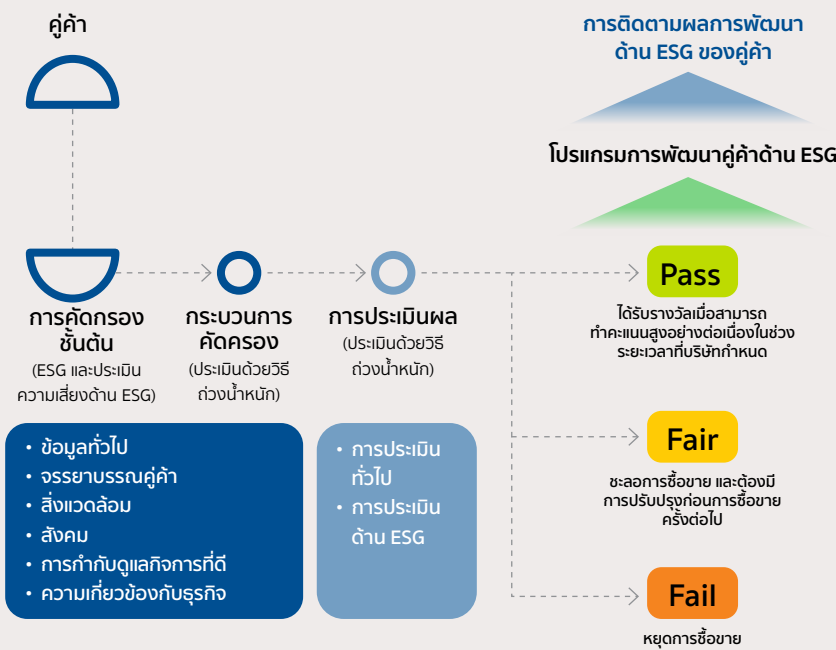 คู่ค้า
การติดตามผลการพัฒนา
ด้าน ESG ของคู่ค้า
โปรแกรมการพัฒนาคู่ค้าด้าน ESG
การคัดกรอง
ชั้นต้น
(ESG และประเมิน
ความเสี่ยงด้าน ESG)
กระบวนการ
คัดครอง
(ประเมินด้วยวิธี
ถ่วงน้ำหนัก)
การประเมินผล
(ประเมินด้วยวิธี
ถ่วงน้ำหนัก)
• ข้อมูลทั่วไป
• จรรยาบรรณคู่ค้า
• สิ่งแวดล้อม
• สังคม
• การกำกับดูแลกิจการที่ดี
• ความเกี่ยวข้องกับธุรกิจ
• การประเมิน
ทั่วไป
• การประเมิน
ด้าน ESG
Pass
ได้รับรางวัลเมื่อสามารถ
ทำคะแนนสูงอย่างต่อเนื่องในช่วง
ระยะเวลาที่บริษัทกำหนด
Fair
ชะลอการซื้อขาย และต้องมี
การปรับปรุงก่อนการซื้อขาย
ครั้งต่อไป
Fail
หยุดการซื้อขาย